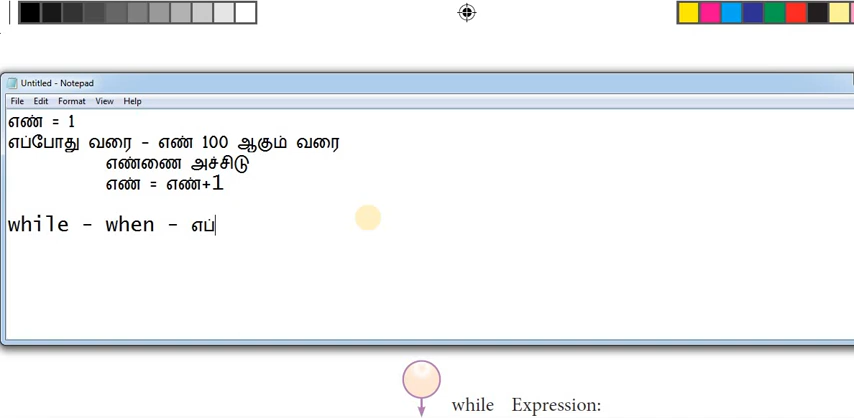 Untitled - Notepad
File Edit Format View Help
எண் = 1
எப்போது வரை - எண் 100 ஆகும் வரை
எண்ணை அச்சிடு
எண் = எண்+1
while - when - எப்
while Expression: